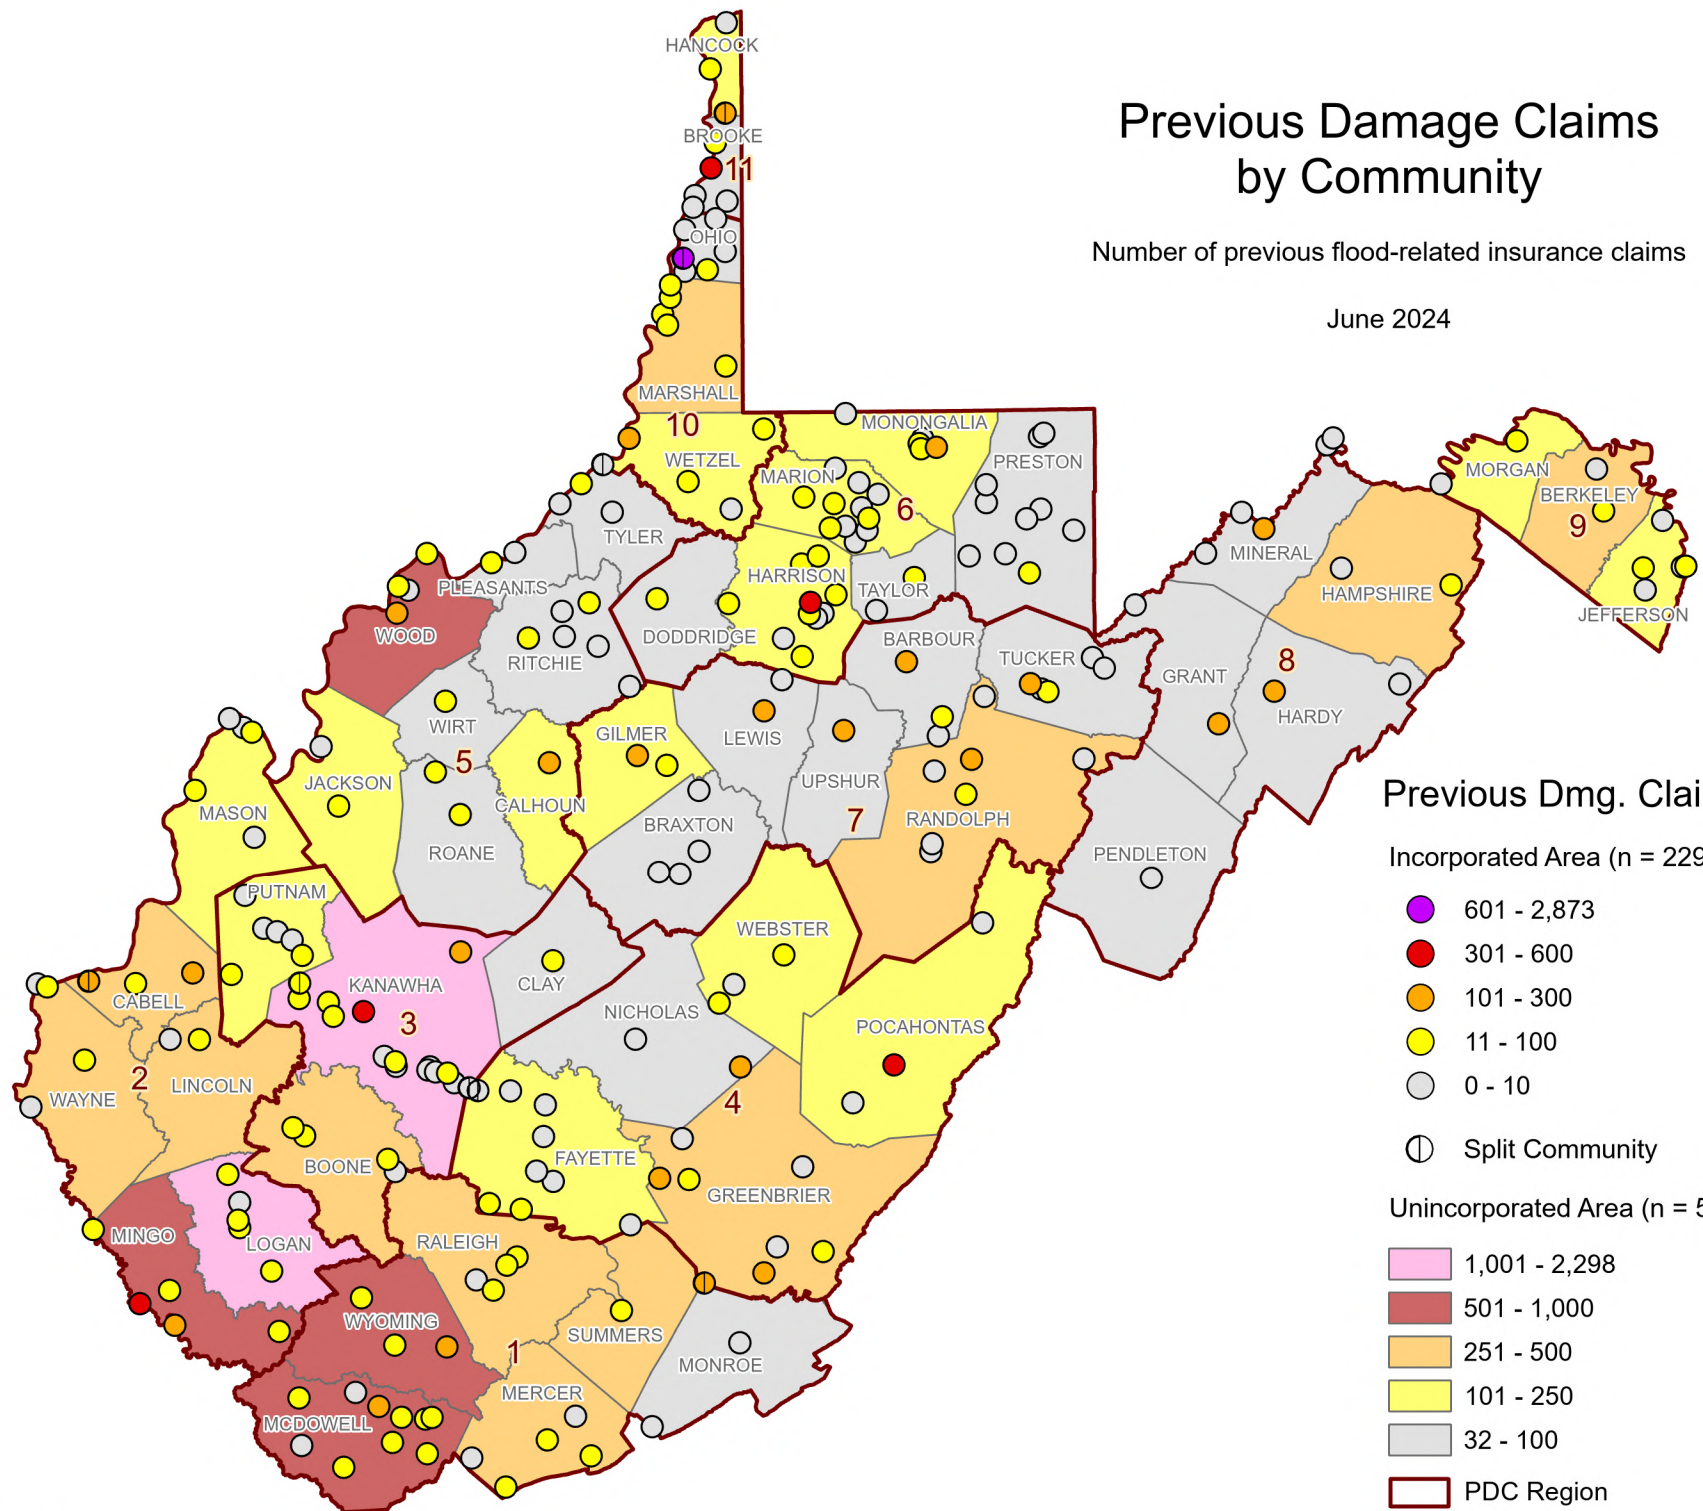 Previous Damage Claims
by Community
Number of previous flood-related insurance claims
June 2024
HANCOCK
BROOKE
11
OHIO
MARSHALL
10
WETZEL
MONONGALIA
MARION
PRESTON
6
TYLER
PLEASANTS
HARRISON
TAYLOR
DODDRIDGE
WOOD
RITCHIE
BARBOUR
TUCKER
MINERAL
MORGAN
BERKELEY
9
HAMPSHIRE
JEFFERSON
GRANT
8
HARDY
WIRT
5
GILMER
LEWIS
UPSHUR
7
JACKSON
CALHOUN
MASON
ROANE
BRAXTON
RANDOLPH
PENDLETON
PUTNAM
WEBSTER
KANAWHA
3
CLAY
NICHOLAS
POCAHONTAS
CABELL
2
LINCOLN
WAYNE
4
BOONE
FAYETTE
GREENBRIER
MINGO
LOGAN
RALEIGH
WYOMING
SUMMERS
1
MONROE
MERCER
MCDOWELL
Previous Dmg. Clai
Incorporated Area (n = 229
601 - 2,873
301 - 600
101 - 300
11 - 100
0 - 10
Split Community
Unincorporated Area (n = 5
1,001 - 2,298
501 - 1,000
251 - 500
101 - 250
32 - 100
PDC Region